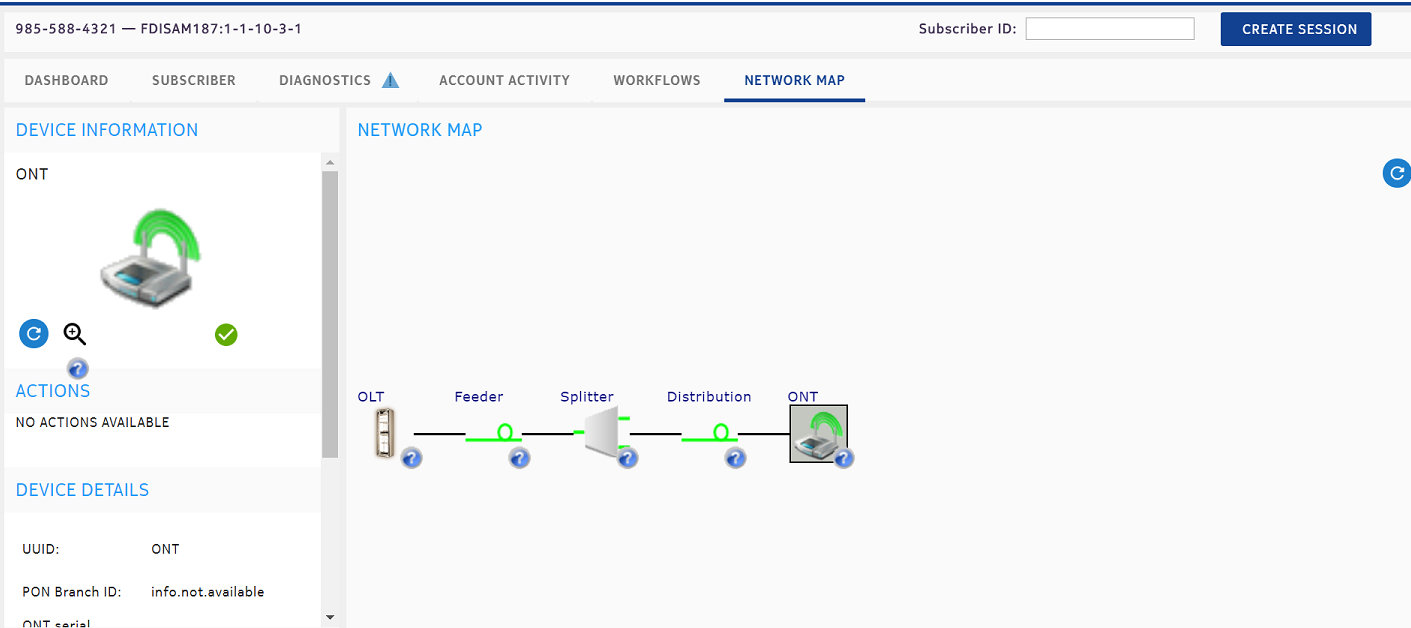 985-588-4321 — FDISAM187:1-1-10-3-1
Subscriber ID:
CREATE SESSION
DASHBOARD
SUBSCRIBER
DIAGNOSTICS
ACCOUNT ACTIVITY
WORKFLOWS
NETWORK MAP
DEVICE INFORMATION
ONT
ACTIONS
NO ACTIONS AVAILABLE
DEVICE DETAILS
UUID: ONT
PON Branch ID: info.not.available
ONT serial
NETWORK MAP
OLT Feeder Splitter Distribution ONT